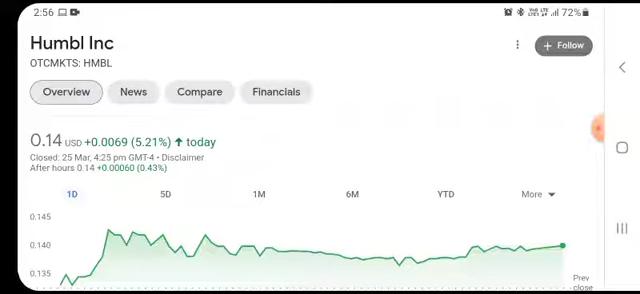 2:56 72%
Humbl Inc
Follow
OTCMKTS: HMBL
Overview News Compare Financials
0.14 USD +0.0069 (5.21%) ↑ today
Closed: 25 Mar, 4:25 pm GMT-4 • Disclaimer
After hours 0.14 +0.00060 (0.43%)
1D 5D 1M 6M YTD More
0.145
0.140
0.135
Prev
close